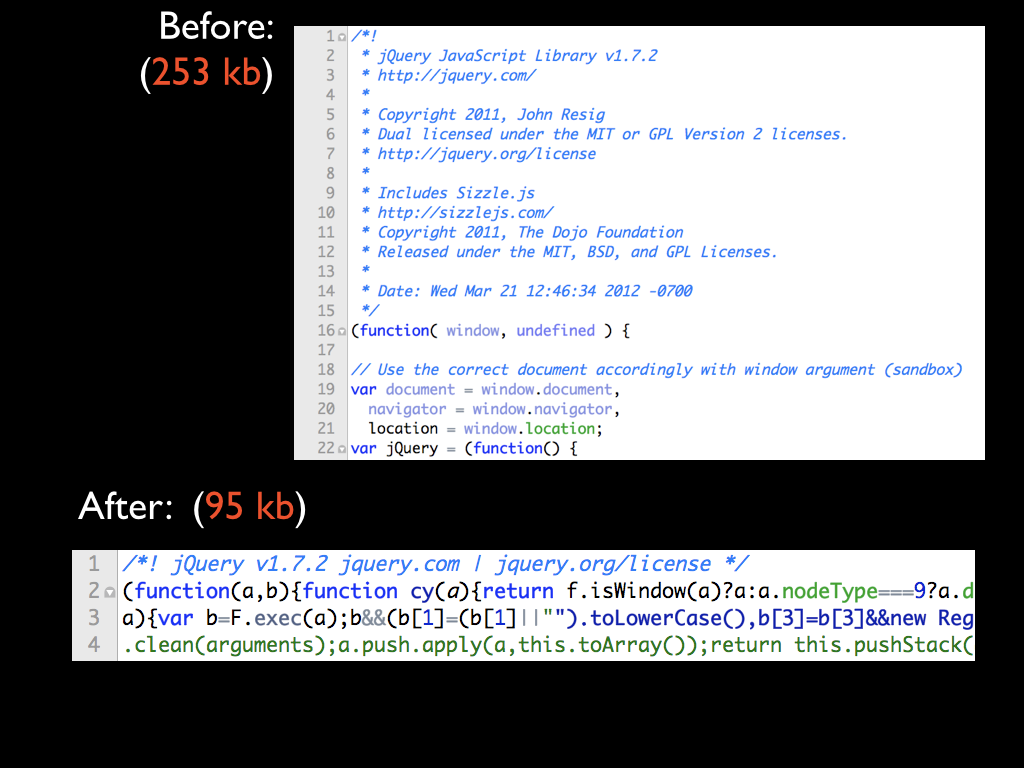 Before:
(253 kb)
1 /*!
2  * jQuery JavaScript Library v1.7.2
3  * http://jquery.com/
4  *
5  * Copyright 2011, John Resig
6  * Dual licensed under the MIT or GPL Version 2 licenses.
7  * http://jquery.org/license
8  *
9  * Includes Sizzle.js
10  * http://sizzlejs.com/
11  * Copyright 2011, The Dojo Foundation
12  * Released under the MIT, BSD, and GPL Licenses.
13  *
14  * Date: Wed Mar 21 12:46:34 2012 -0700
15  */
16 (function( window, undefined ) {
17
18 // Use the correct document accordingly with window argument (sandbox)
19 var document = window.document,
20   navigator = window.navigator,
21   location = window.location;
22 var jQuery = (function() {
After: (95 kb)
1 /*! jQuery v1.7.2 jquery.com | jquery.org/license */
2 (function(a,b){function cy(a){return f.isWindow(a)?a:a.nodeType===9?a.d
3 a){var b=F.exec(a);b&&(b[1]=(b[1]||"").toLowerCase(),b[3]=b[3]&&new Reg
4 .clean(arguments);a.push.apply(a,this.toArray());return this.pushStack(